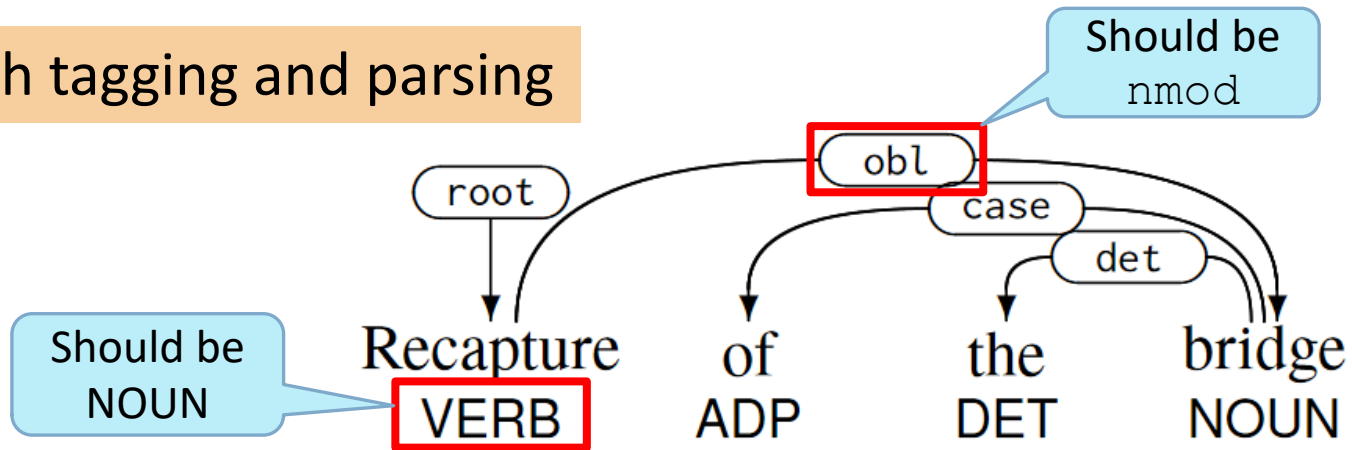 h tagging and parsing
Should be
nmod
obl
root
case
det
Should be
NOUN
Recapture of the bridge
VERB ADP DET NOUN